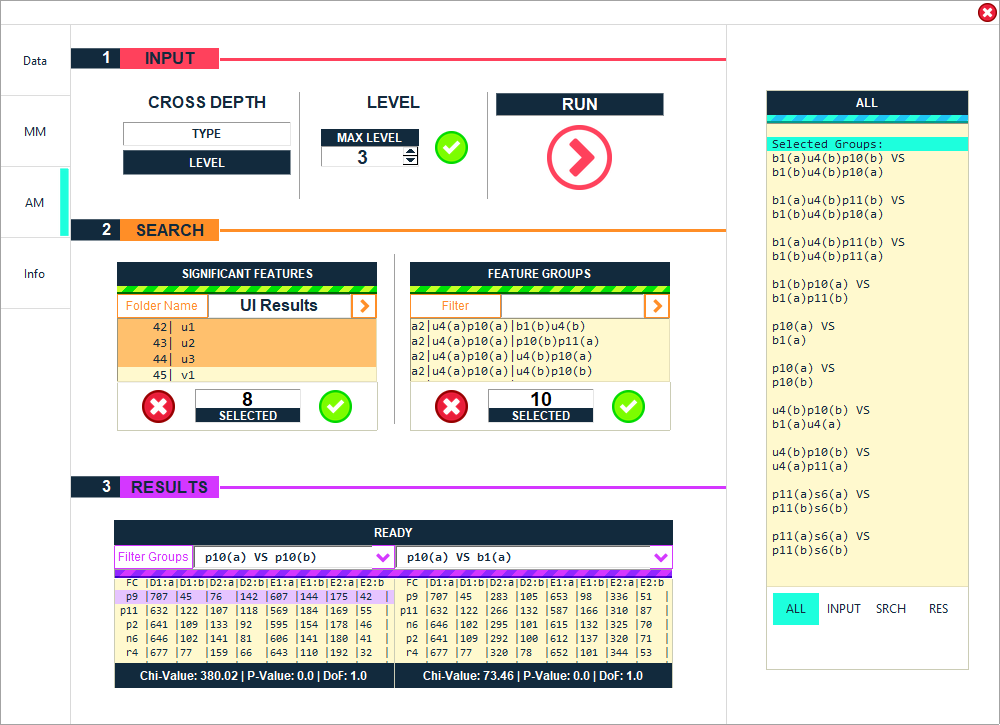 Data
MM
AM
Info
1 INPUT
CROSS DEPTH
TYPE
LEVEL
LEVEL
MAX LEVEL
3
RUN
2 SEARCH
SIGNIFICANT FEATURES
Folder Name UI Results
42| u1
43| u2
44| u3
45| v1
8
SELECTED
FEATURE GROUPS
Filter
a2|u4(a)p10(a)|b1(b)u4(b)
a2|u4(a)p10(a)|p10(b)p11(a)
a2|u4(a)p10(a)|u4(b)p10(a)
a2|u4(a)p10(a)|u4(b)p10(b)
10
SELECTED
3 RESULTS
READY
Filter Groups p10(a) VS p10(b) p10(a) VS b1(a)
FC |D1:a|D1:b|D2:a|D2:b|E1:a|E1:b|E2:a|E2:b
p9 |707 |45 |76 |142 |607 |144 |175 |42 |
p11 |632 |122 |107 |118 |569 |184 |169 |55 |
p2 |641 |109 |133 |92 |595 |154 |178 |46 |
n6 |646 |102 |141 |81 |606 |141 |180 |41 |
r4 |677 |77 |159 |66 |643 |110 |192 |32 |
Chi-Value: 380.02 | P-Value: 0.0 | DoF: 1.0
FC |D1:a|D1:b|D2:a|D2:b|E1:a|E1:b|E2:a|E2:b
p9 |707 |45 |283 |105 |653 |98 |336 |51 |
p11 |632 |122 |266 |132 |587 |166 |310 |87 |
n6 |646 |102 |295 |101 |615 |132 |325 |70 |
p2 |641 |109 |292 |100 |612 |137 |320 |71 |
r4 |677 |77 |320 |78 |652 |101 |344 |53 |
Chi-Value: 73.46 | P-Value: 0.0 | DoF: 1.0
ALL
Selected Groups:
b1(a)u4(b)p10(b) VS
b1(b)u4(b)p10(a)
b1(a)u4(b)p11(b) VS
b1(b)u4(b)p10(a)
b1(a)u4(b)p11(b) VS
b1(b)u4(b)p11(a)
b1(b)p10(a) VS
b1(a)p11(b)
p10(a) VS
b1(a)
p10(a) VS
p10(b)
u4(b)p10(b) VS
b1(a)u4(a)
u4(b)p10(b) VS
u4(a)p11(a)
p11(a)s6(a) VS
p11(b)s6(b)
p11(a)s6(a) VS
p11(b)s6(b)
ALL INPUT SRCH RES